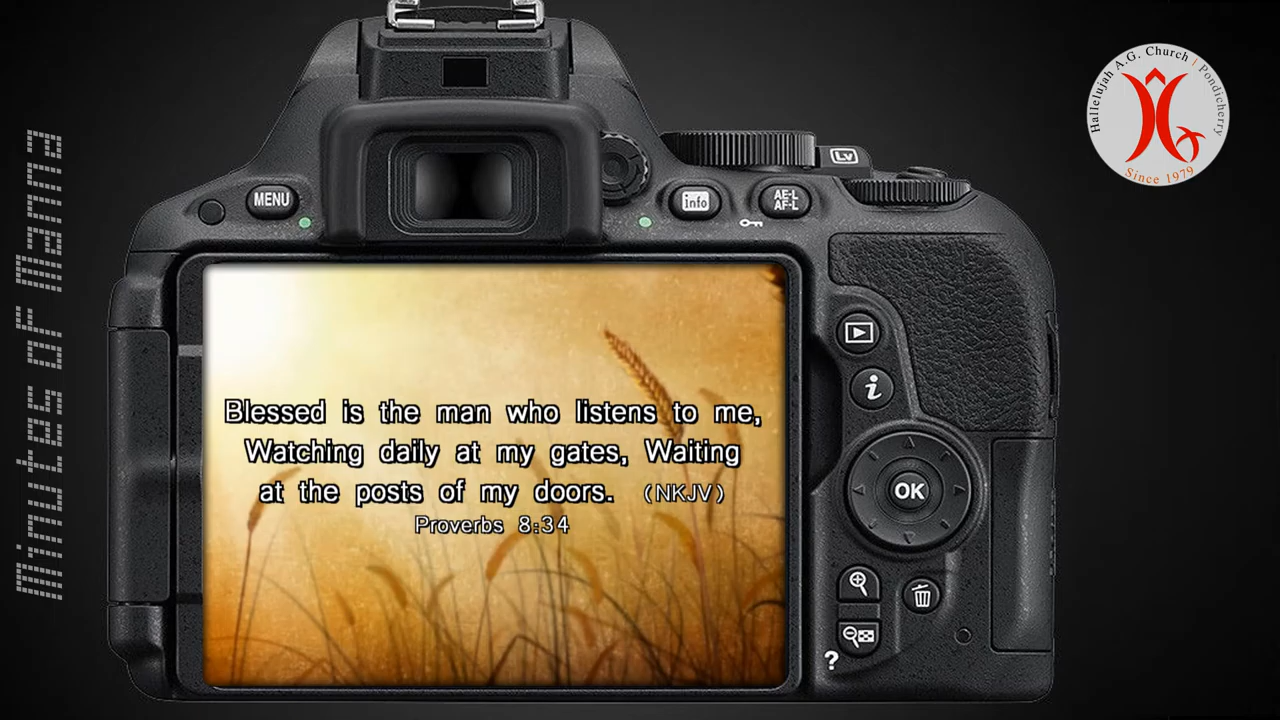 Minutes of Manna
Hallelujah A.G. Church | Pondicherry
Since 1979
MENU
Lv
info
AE-L
AF-L
Blessed is the man who listens to me,
Watching daily at my gates, Waiting
at the posts of my doors. (NKJV)
Proverbs 8:34
i
OK
?